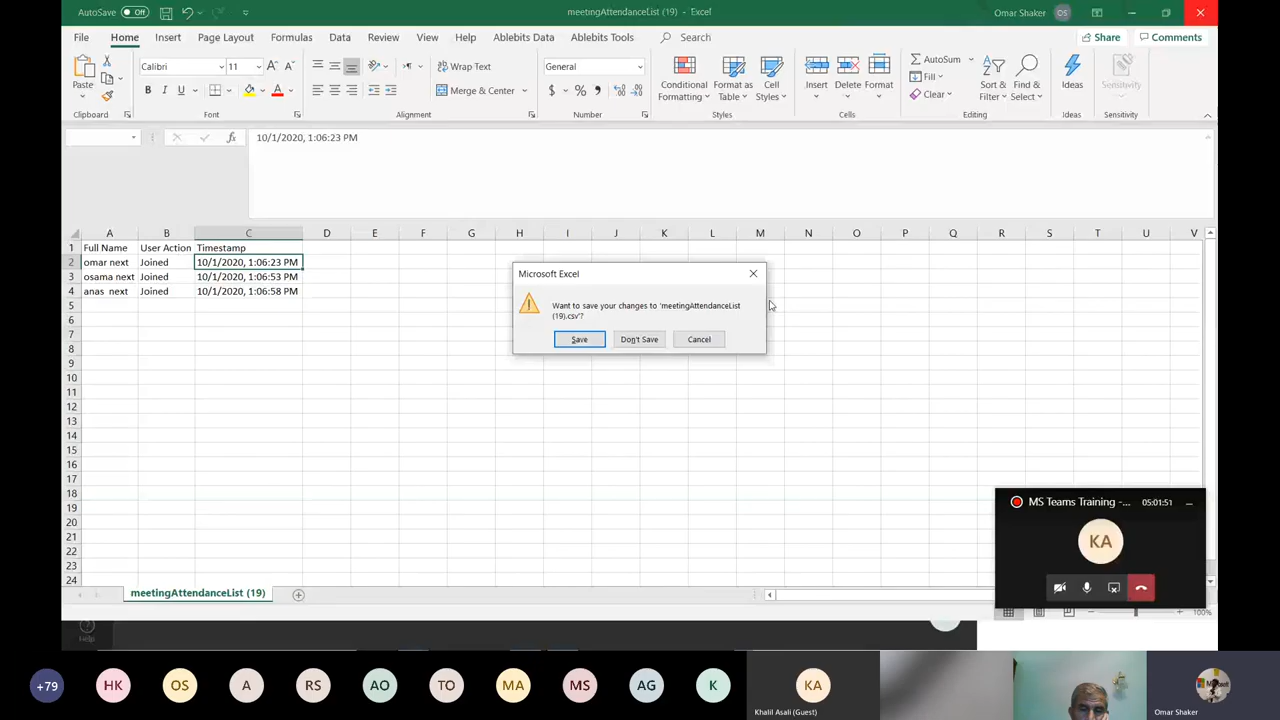 AutoSave Off meetingAttendanceList (19) - Excel Omar Shaker OS
File Home Insert Page Layout Formulas Data Review View Help Ablebits Data Ablebits Tools Search Share Comments
Paste Calibri 11 A A Wrap Text General Conditional Formatting Format as Table Cell Styles Insert Delete Format AutoSum Fill Clear Sort & Filter Find & Select Ideas Sensitivity
B I U A Merge & Center $ % ,
Clipboard Font Alignment Number Styles Cells Editing Ideas Sensitivity
fx 10/1/2020, 1:06:23 PM
A B C D E F G H I J K L M N O P Q R S T U V
1 Full Name User Action Timestamp
2 omar next Joined 10/1/2020, 1:06:23 PM
3 osama next Joined 10/1/2020, 1:06:53 PM
4 anas next Joined 10/1/2020, 1:06:58 PM
5
6
7
8
9
10
11
12
13
14
15
16
17
18
19
20
21
22
23
24
Microsoft Excel
Want to save your changes to 'meetingAttendanceList
(19).csv'?
Save Don't Save Cancel
MS Teams Training -... 05:01:51
KA
meetingAttendanceList (19)
100%
Help
+79 HK OS A RS AO TO MA MS AG K KA
Khalil Asali (Guest) Omar Shaker